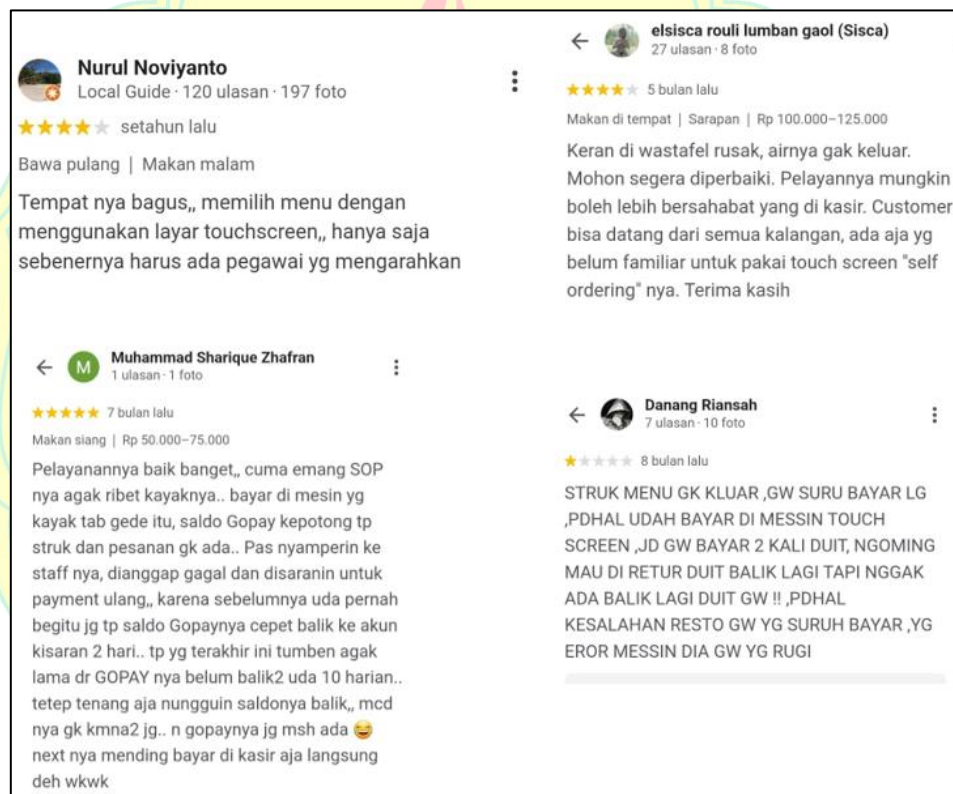 Nurul Noviyanto
Local Guide · 120 ulasan · 197 foto
setahun lalu
Bawa pulang | Makan malam
Tempat nya bagus,, memilih menu dengan
menggunakan layar touchscreen,, hanya saja
sebenernya harus ada pegawai yg mengarahkan
elsisca rouli lumban gaol (Sisca)
27 ulasan · 8 foto
5 bulan lalu
Makan di tempat | Sarapan | Rp 100.000–125.000
Keran di wastafel rusak, airnya gak keluar.
Mohon segera diperbaiki. Pelayannya mungkin
boleh lebih bersahabat yang di kasir. Customer
bisa datang dari semua kalangan, ada aja yg
belum familiar untuk pakai touch screen "self
ordering" nya. Terima kasih
M
Muhammad Sharique Zhafran
1 ulasan · 1 foto
7 bulan lalu
Makan siang | Rp 50.000–75.000
Pelayanannya baik banget,, cuma emang SOP
nya agak ribet kayaknya.. bayar di mesin yg
kayak tab gede itu, saldo Gopay kepotong tp
struk dan pesanan gk ada.. Pas nyamperin ke
staff nya, dianggap gagal dan disaranin untuk
payment ulang,, karena sebelumnya uda pernah
begitu jg tp saldo Gopaynya cepet balik ke akun
kisaran 2 hari.. tp yg terakhir ini tumben agak
lama dr GOPAY nya belum balik2 uda 10 harian..
tetep tenang aja nungguin saldonya balik,, mcd
nya gk kmna2 jg.. n gopaynya jg msh ada 😂
next nya mending bayar di kasir aja langsung
deh wkwk
Danang Riansah
7 ulasan · 10 foto
8 bulan lalu
STRUK MENU GK KLUAR ,GW SURU BAYAR LG
,PDHAL UDAH BAYAR DI MESSIN TOUCH
SCREEN ,JD GW BAYAR 2 KALI DUIT, NGOMING
MAU DI RETUR DUIT BALIK LAGI TAPI NGGAK
ADA BALIK LAGI DUIT GW !! ,PDHAL
KESALAHAN RESTO GW YG SURUH BAYAR ,YG
EROR MESSIN DIA GW YG RUGI